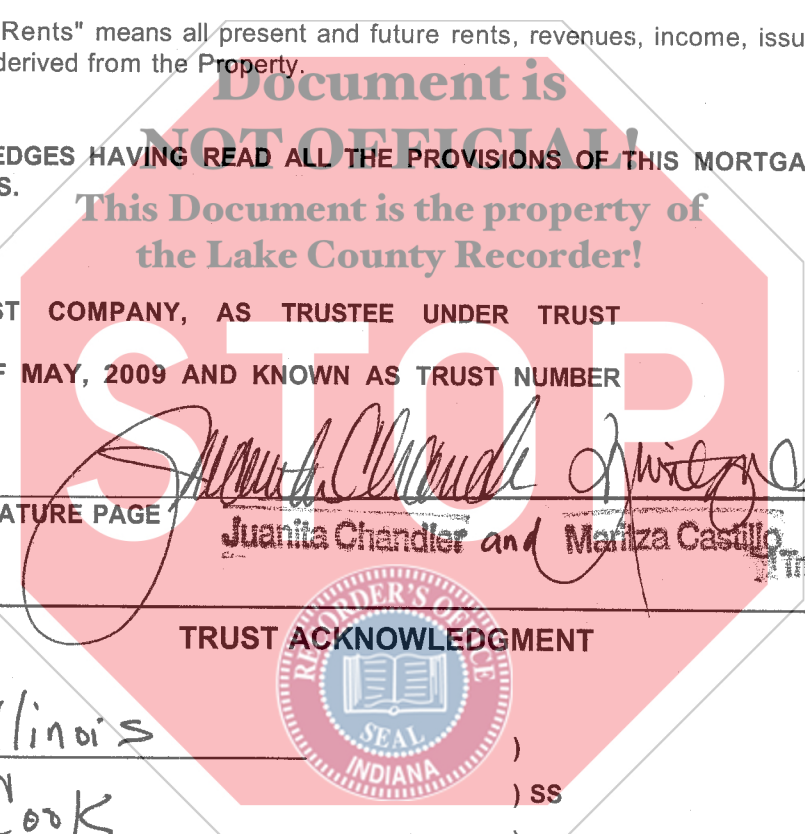 Rents" means all present and future rents, revenues, income, issu
derived from the Property.
Document is
NOT OFFICIAL!
EDGES HAVING READ ALL THE PROVISIONS OF THIS MORTGA
S.
This Document is the property of
the Lake County Recorder!
ST COMPANY, AS TRUSTEE UNDER TRUST
F MAY, 2009 AND KNOWN AS TRUST NUMBER
STOP
Juanita Chandler
ATURE PAGE
Juanita Chandler and Maritza Castillo
TRUST ACKNOWLEDGMENT
RECORDER'S OFFICE
SEAL
INDIANA
llinois )
) SS
Cook )